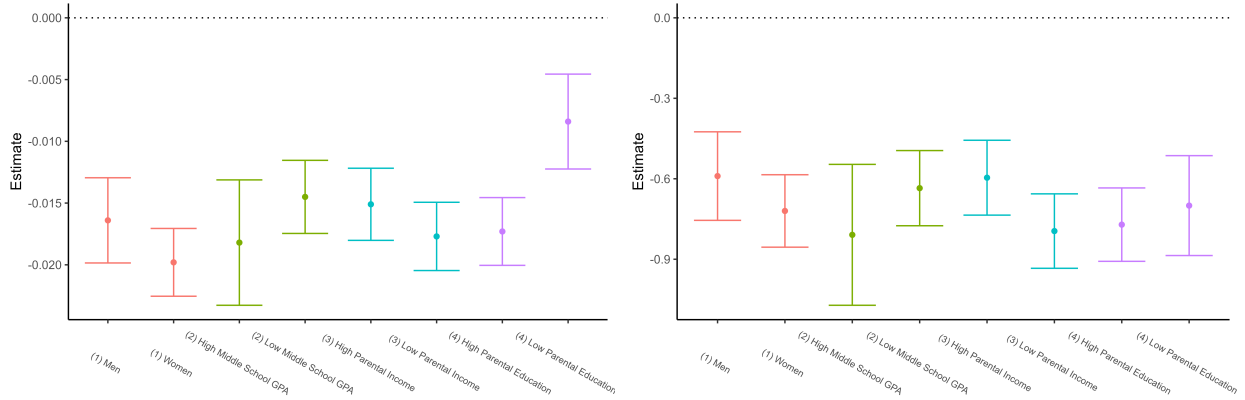 0.000
-0.005
-0.010
-0.015
-0.020
Estimate
(1) Men
(1) Women
(2) High Middle School GPA
(2) Low Middle School GPA
(3) High Parental Income
(3) Low Parental Income
(4) High Parental Education
(4) Low Parental Education
0.0
-0.3
-0.6
-0.9
Estimate
(1) Men
(1) Women
(2) High Middle School GPA
(2) Low Middle School GPA
(3) High Parental Income
(3) Low Parental Income
(4) High Parental Education
(4) Low Parental Education